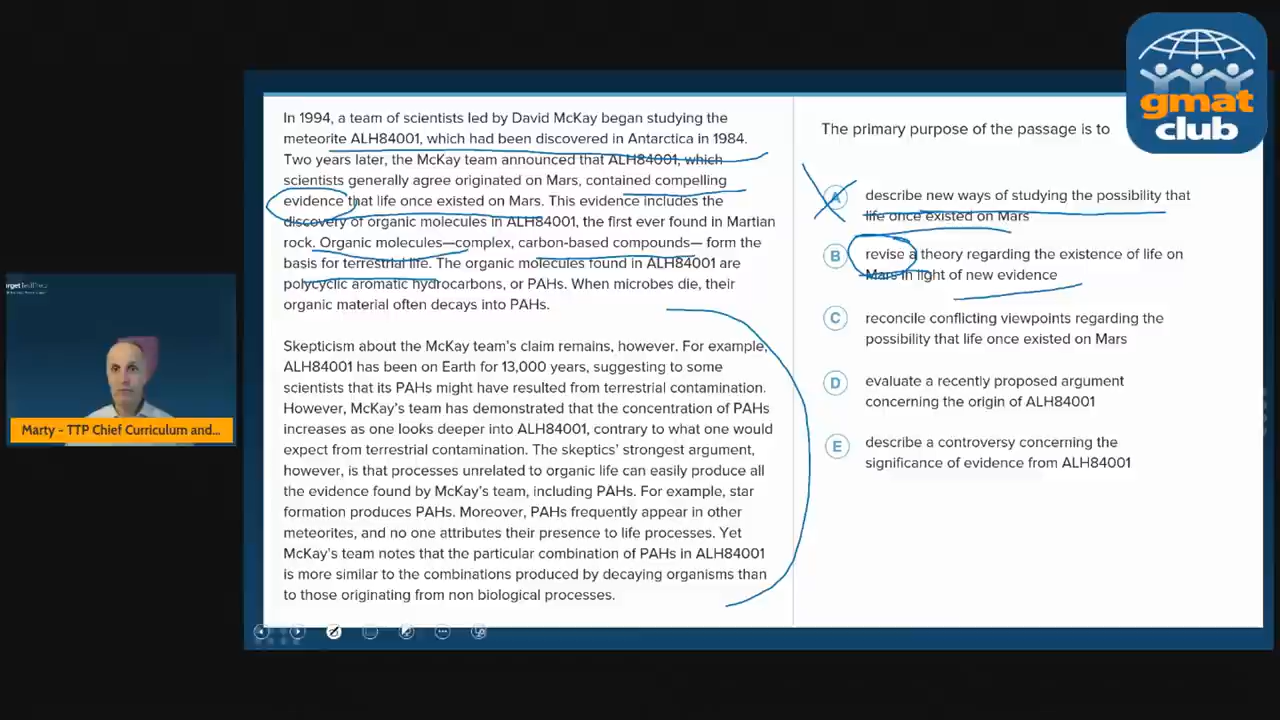 gmat
club
In 1994, a team of scientists led by David McKay began studying the
meteorite ALH84001, which had been discovered in Antarctica in 1984.
Two years later, the McKay team announced that ALH84001, which
scientists generally agree originated on Mars, contained compelling
evidence that life once existed on Mars. This evidence includes the
discovery of organic molecules in ALH84001, the first ever found in Martian
rock. Organic molecules—complex, carbon-based compounds— form the
basis for terrestrial life. The organic molecules found in ALH84001 are
polycyclic aromatic hydrocarbons, or PAHs. When microbes die, their
organic material often decays into PAHs.
Skepticism about the McKay team's claim remains, however. For example,
ALH84001 has been on Earth for 13,000 years, suggesting to some
scientists that its PAHs might have resulted from terrestrial contamination.
However, McKay's team has demonstrated that the concentration of PAHs
increases as one looks deeper into ALH84001, contrary to what one would
expect from terrestrial contamination. The skeptics' strongest argument,
however, is that processes unrelated to organic life can easily produce all
the evidence found by McKay's team, including PAHs. For example, star
formation produces PAHs. Moreover, PAHs frequently appear in other
meteorites, and no one attributes their presence to life processes. Yet
McKay's team notes that the particular combination of PAHs in ALH84001
is more similar to the combinations produced by decaying organisms than
to those originating from non biological processes.
The primary purpose of the passage is to
A describe new ways of studying the possibility that
life once existed on Mars
B revise a theory regarding the existence of life on
Mars in light of new evidence
C reconcile conflicting viewpoints regarding the
possibility that life once existed on Mars
D evaluate a recently proposed argument
concerning the origin of ALH84001
E describe a controversy concerning the
significance of evidence from ALH84001
Marty - TTP Chief Curriculum and...